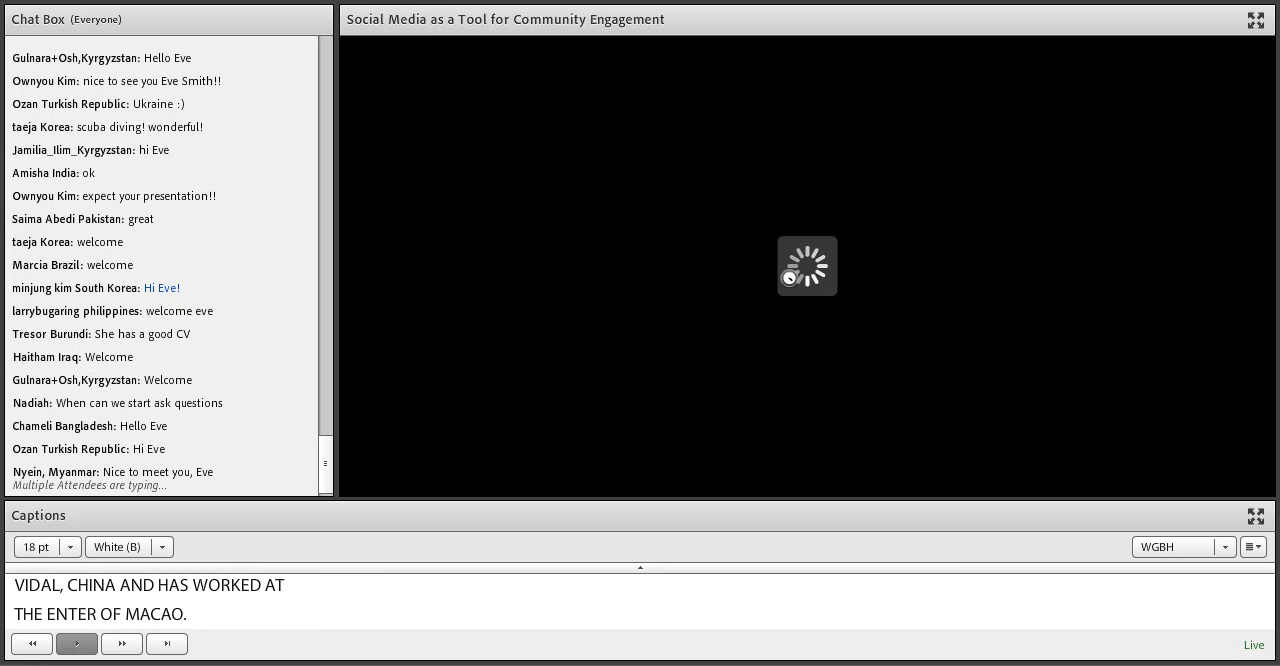 Chat Box (Everyone)
Gulnara+Osh,Kyrgyzstan: Hello Eve
Ownyou Kim: nice to see you Eve Smith!!
Ozan Turkish Republic: Ukraine :)
taeja Korea: scuba diving! wonderful!
Jamilia_Ilim_Kyrgyzstan: hi Eve
Amisha India: ok
Ownyou Kim: expect your presentation!!
Saima Abedi Pakistan: great
taeja Korea: welcome
Marcia Brazil: welcome
minjung kim South Korea: Hi Eve!
larrybugaring philippines: welcome eve
Tresor Burundi: She has a good CV
Haitham Iraq: Welcome
Gulnara+Osh,Kyrgyzstan: Welcome
Nadiah: When can we start ask questions
Chameli Bangladesh: Hello Eve
Ozan Turkish Republic: Hi Eve
Nyein, Myanmar: Nice to meet you, Eve
Multiple Attendees are typing...
Social Media as a Tool for Community Engagement
Captions
18 pt White (B) WGBH
VIDAL, CHINA AND HAS WORKED AT
THE ENTER OF MACAO.
Live